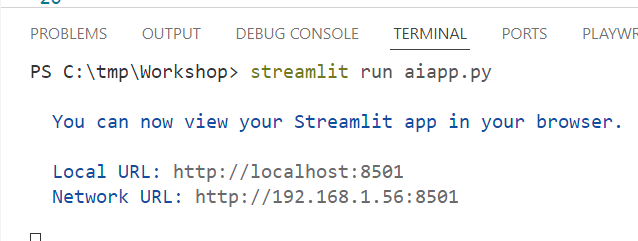 PROBLEMS OUTPUT DEBUG CONSOLE TERMINAL PORTS PLAYWR
PS C:\tmp\Workshop> streamlit run aiapp.py
You can now view your Streamlit app in your browser.
Local URL: http://localhost:8501
Network URL: http://192.168.1.56:8501